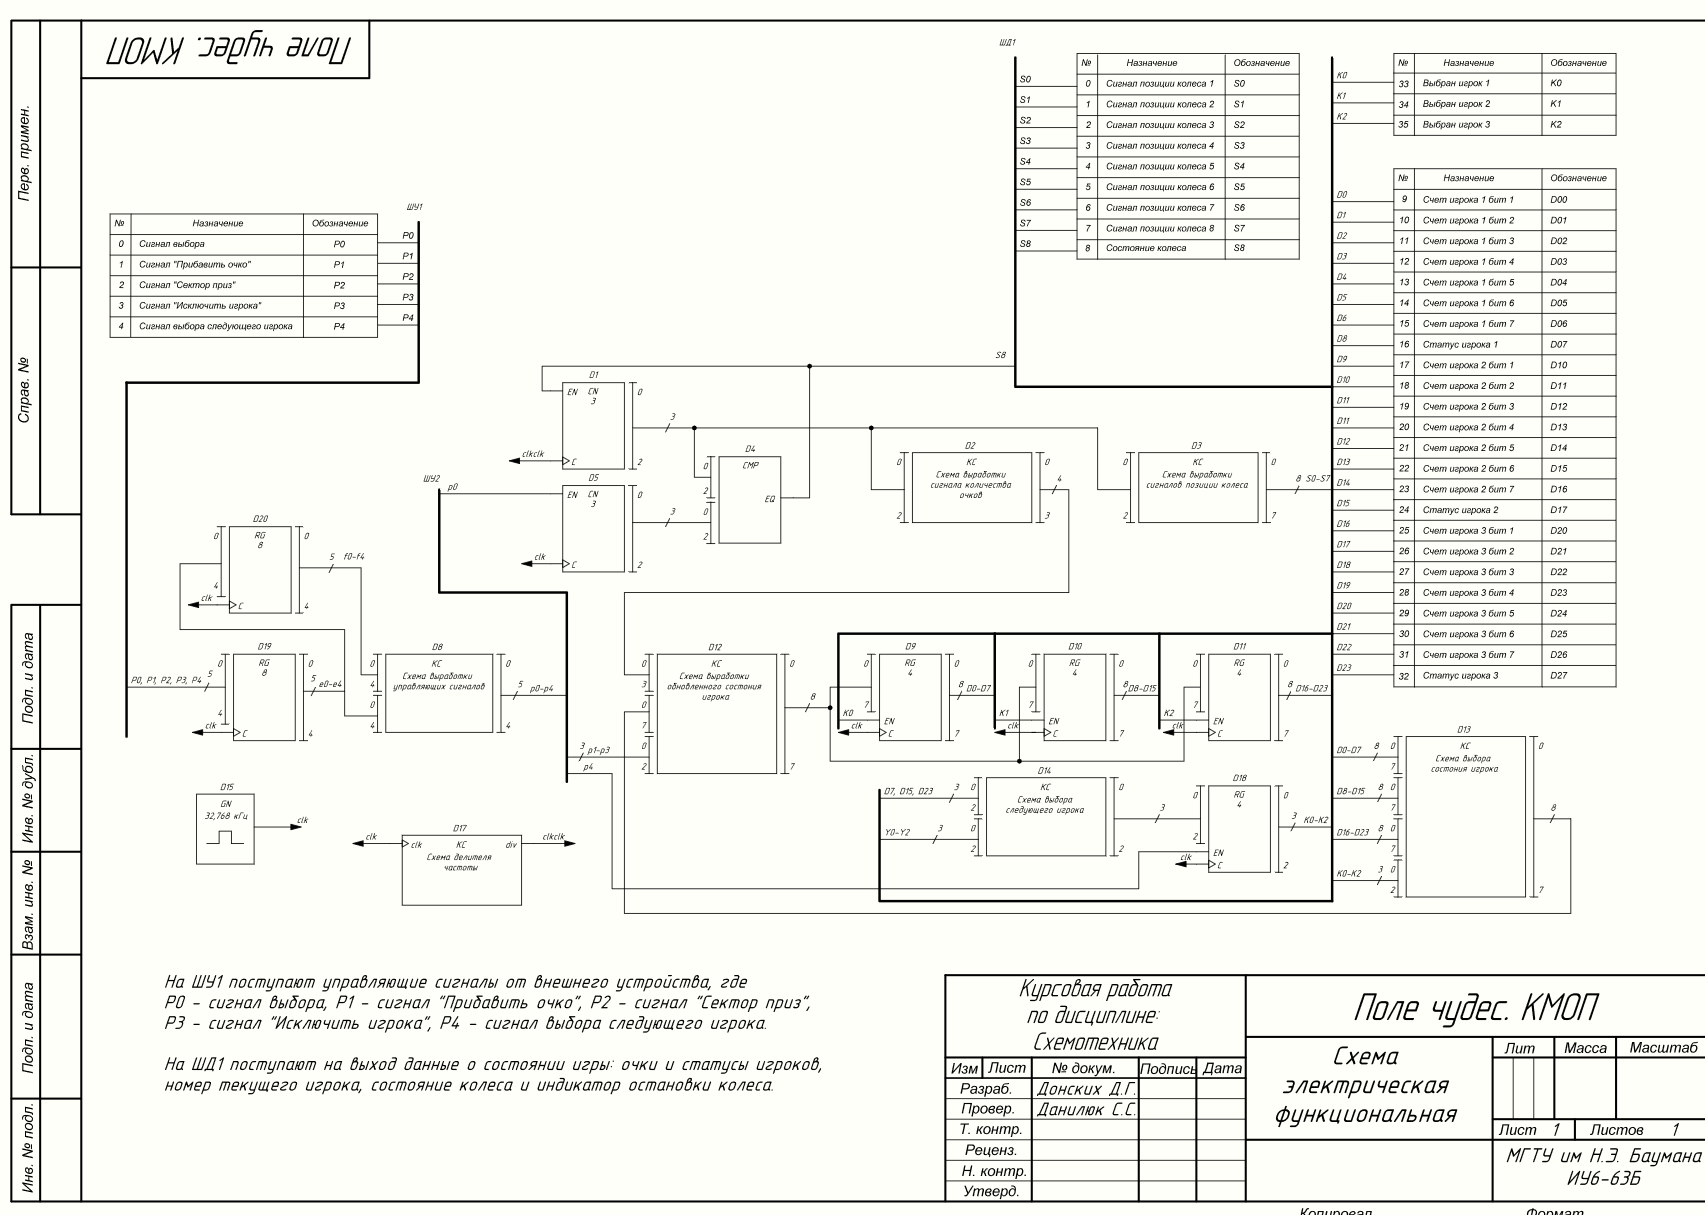 Поле чудес. КМОП
Перв. примен.
Справ. №
Подп. и дата
Инв. № дубл.
Взам. инв. №
Подп. и дата
Инв. № подл.
№ Назначение Обозначение
0 Сигнал выбора P0
1 Сигнал "Прибавить очко" P1
2 Сигнал "Сектор приз" P2
3 Сигнал "Исключить игрока" P3
4 Сигнал выбора следующего игрока P4
ШУ1
P0
P1
P2
P3
P4
ШД1
S0
S1
S2
S3
S4
S5
S6
S7
S8
№ Назначение Обозначение
0 Сигнал позиции колеса 1 S0
1 Сигнал позиции колеса 2 S1
2 Сигнал позиции колеса 3 S2
3 Сигнал позиции колеса 4 S3
4 Сигнал позиции колеса 5 S4
5 Сигнал позиции колеса 6 S5
6 Сигнал позиции колеса 7 S6
7 Сигнал позиции колеса 8 S7
8 Состояние колеса S8
K0
K1
K2
№ Назначение Обозначение
33 Выбран игрок 1 K0
34 Выбран игрок 2 K1
35 Выбран игрок 3 K2
D0
D1
D2
D3
D4
D5
D6
D8
D9
D10
D11
D11
D12
D13
D14
D15
D16
D17
D18
D19
D20
D21
D22
D23
№ Назначение Обозначение
9 Счет игрока 1 бит 1 D00
10 Счет игрока 1 бит 2 D01
11 Счет игрока 1 бит 3 D02
12 Счет игрока 1 бит 4 D03
13 Счет игрока 1 бит 5 D04
14 Счет игрока 1 бит 6 D05
15 Счет игрока 1 бит 7 D06
16 Статус игрока 1 D07
17 Счет игрока 2 бит 1 D10
18 Счет игрока 2 бит 2 D11
19 Счет игрока 2 бит 3 D12
20 Счет игрока 2 бит 4 D13
21 Счет игрока 2 бит 5 D14
22 Счет игрока 2 бит 6 D15
23 Счет игрока 2 бит 7 D16
24 Статус игрока 2 D17
25 Счет игрока 3 бит 1 D20
26 Счет игрока 3 бит 2 D21
27 Счет игрока 3 бит 3 D22
28 Счет игрока 3 бит 4 D23
29 Счет игрока 3 бит 5 D24
30 Счет игрока 3 бит 6 D25
31 Счет игрока 3 бит 7 D26
32 Статус игрока 3 D27
S8
D1
EN CN 0
3
3
clkclk C 2
D5
ШУ2
p0 EN CN 0
3
3
clk C 2
D4
0 CMP
2
0 EQ
2
D2
0 КС 0
Схема выработки
сигнала количества
очков
4
2 3
D3
0 КС 0
Схема выработки
сигналов позиции колеса
8 S0-S7
2 7
D20
0 RG 0
8
5 f0-f4
4 4
clk C
D19
0 RG 0
8
P0, P1, P2, P3, P4 5 5 e0-e4
4 4
clk C
D8
0 КС 0
Схема выработки
управляющих сигналов
4 5 p0-p4
0
4 4
3 p1-p3
p4
D12
0 КС 0
Схема выработки
обнавленного состония
игрока
3
0 8
7
0
2 7
D9
0 RG 0
4
8 D0-D7
7
K0 EN
clk C 7
D10
0 RG 0
4
8 D8-D15
7
K1 EN
clk C 7
D11
0 RG 0
4
8 D16-D23
7
K2 EN
clk C 7
D13
D0-D7 8 0 КС 0
Схема выбора
состония игрока
7
D8-D15 8 0
7 8
D16-D23 8 0
7
K0-K2 3 0
2 7
D14
D7, D15, D23 3 0 КС 0
Схема выбора
следующего игрока
2 3
Y0-Y2 3 0
2 2
D18
0 RG 0
4
3 K0-K2
2
EN
clk C 2
D15
GN
32,768 кГц
clk
D17
clk clk КС div clkclk
Схема делителя
частоты
На ШУ1 поступают управляющие сигналы от внешнего устройства, где
P0 - сигнал выбора, P1 - сигнал "Прибавить очко", P2 - сигнал "Сектор приз",
P3 - сигнал "Исключить игрока", P4 - сигнал выбора следующего игрока.
На ШД1 поступают на выход данные о состоянии игры: очки и статусы игроков,
номер текущего игрока, состояние колеса и индикатор остановки колеса.
Курсовая работа
по дисциплине:
Схемотехника
Изм Лист № докум. Подпись Дата
Разраб. Донских Д.Г.
Провер. Данилюк С.С.
Т. контр.
Реценз.
Н. контр.
Утверд.
Поле чудес. КМОП
Схема
электрическая
функциональная
Лит Масса Масштаб
Лист 1 Листов 1
МГТУ им Н.Э. Баумана
ИУ6-63Б
Копировал Формат